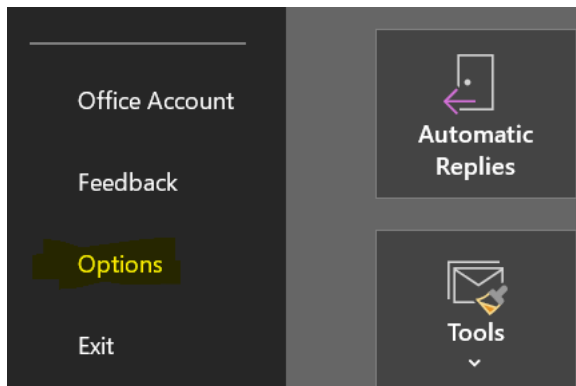 Office Account
Feedback
Options
Exit
Automatic
Replies
Tools